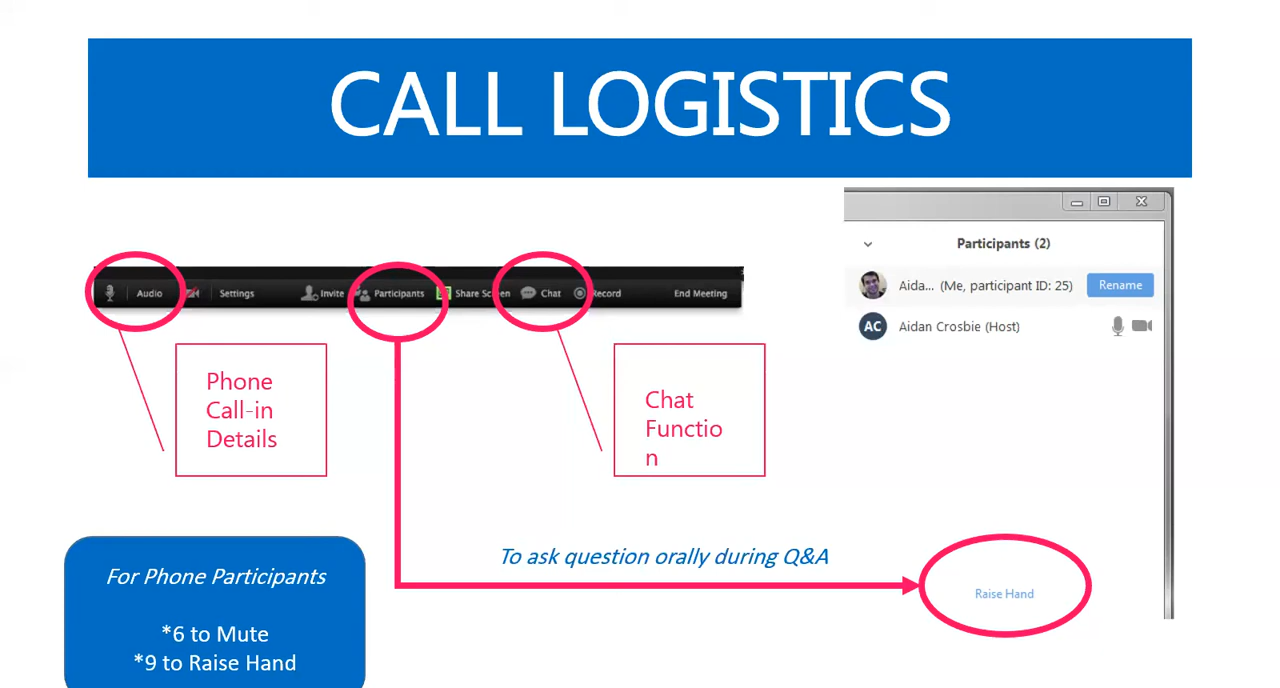 CALL LOGISTICS
Participants (2)
Aida... (Me, participant ID: 25) Rename
AC Aidan Crosbie (Host)
Audio Settings Invite Participants Share Screen Chat Record End Meeting
Phone
Call-in
Details
Chat
Functio
n
To ask question orally during Q&A
Raise Hand
For Phone Participants
*6 to Mute
*9 to Raise Hand